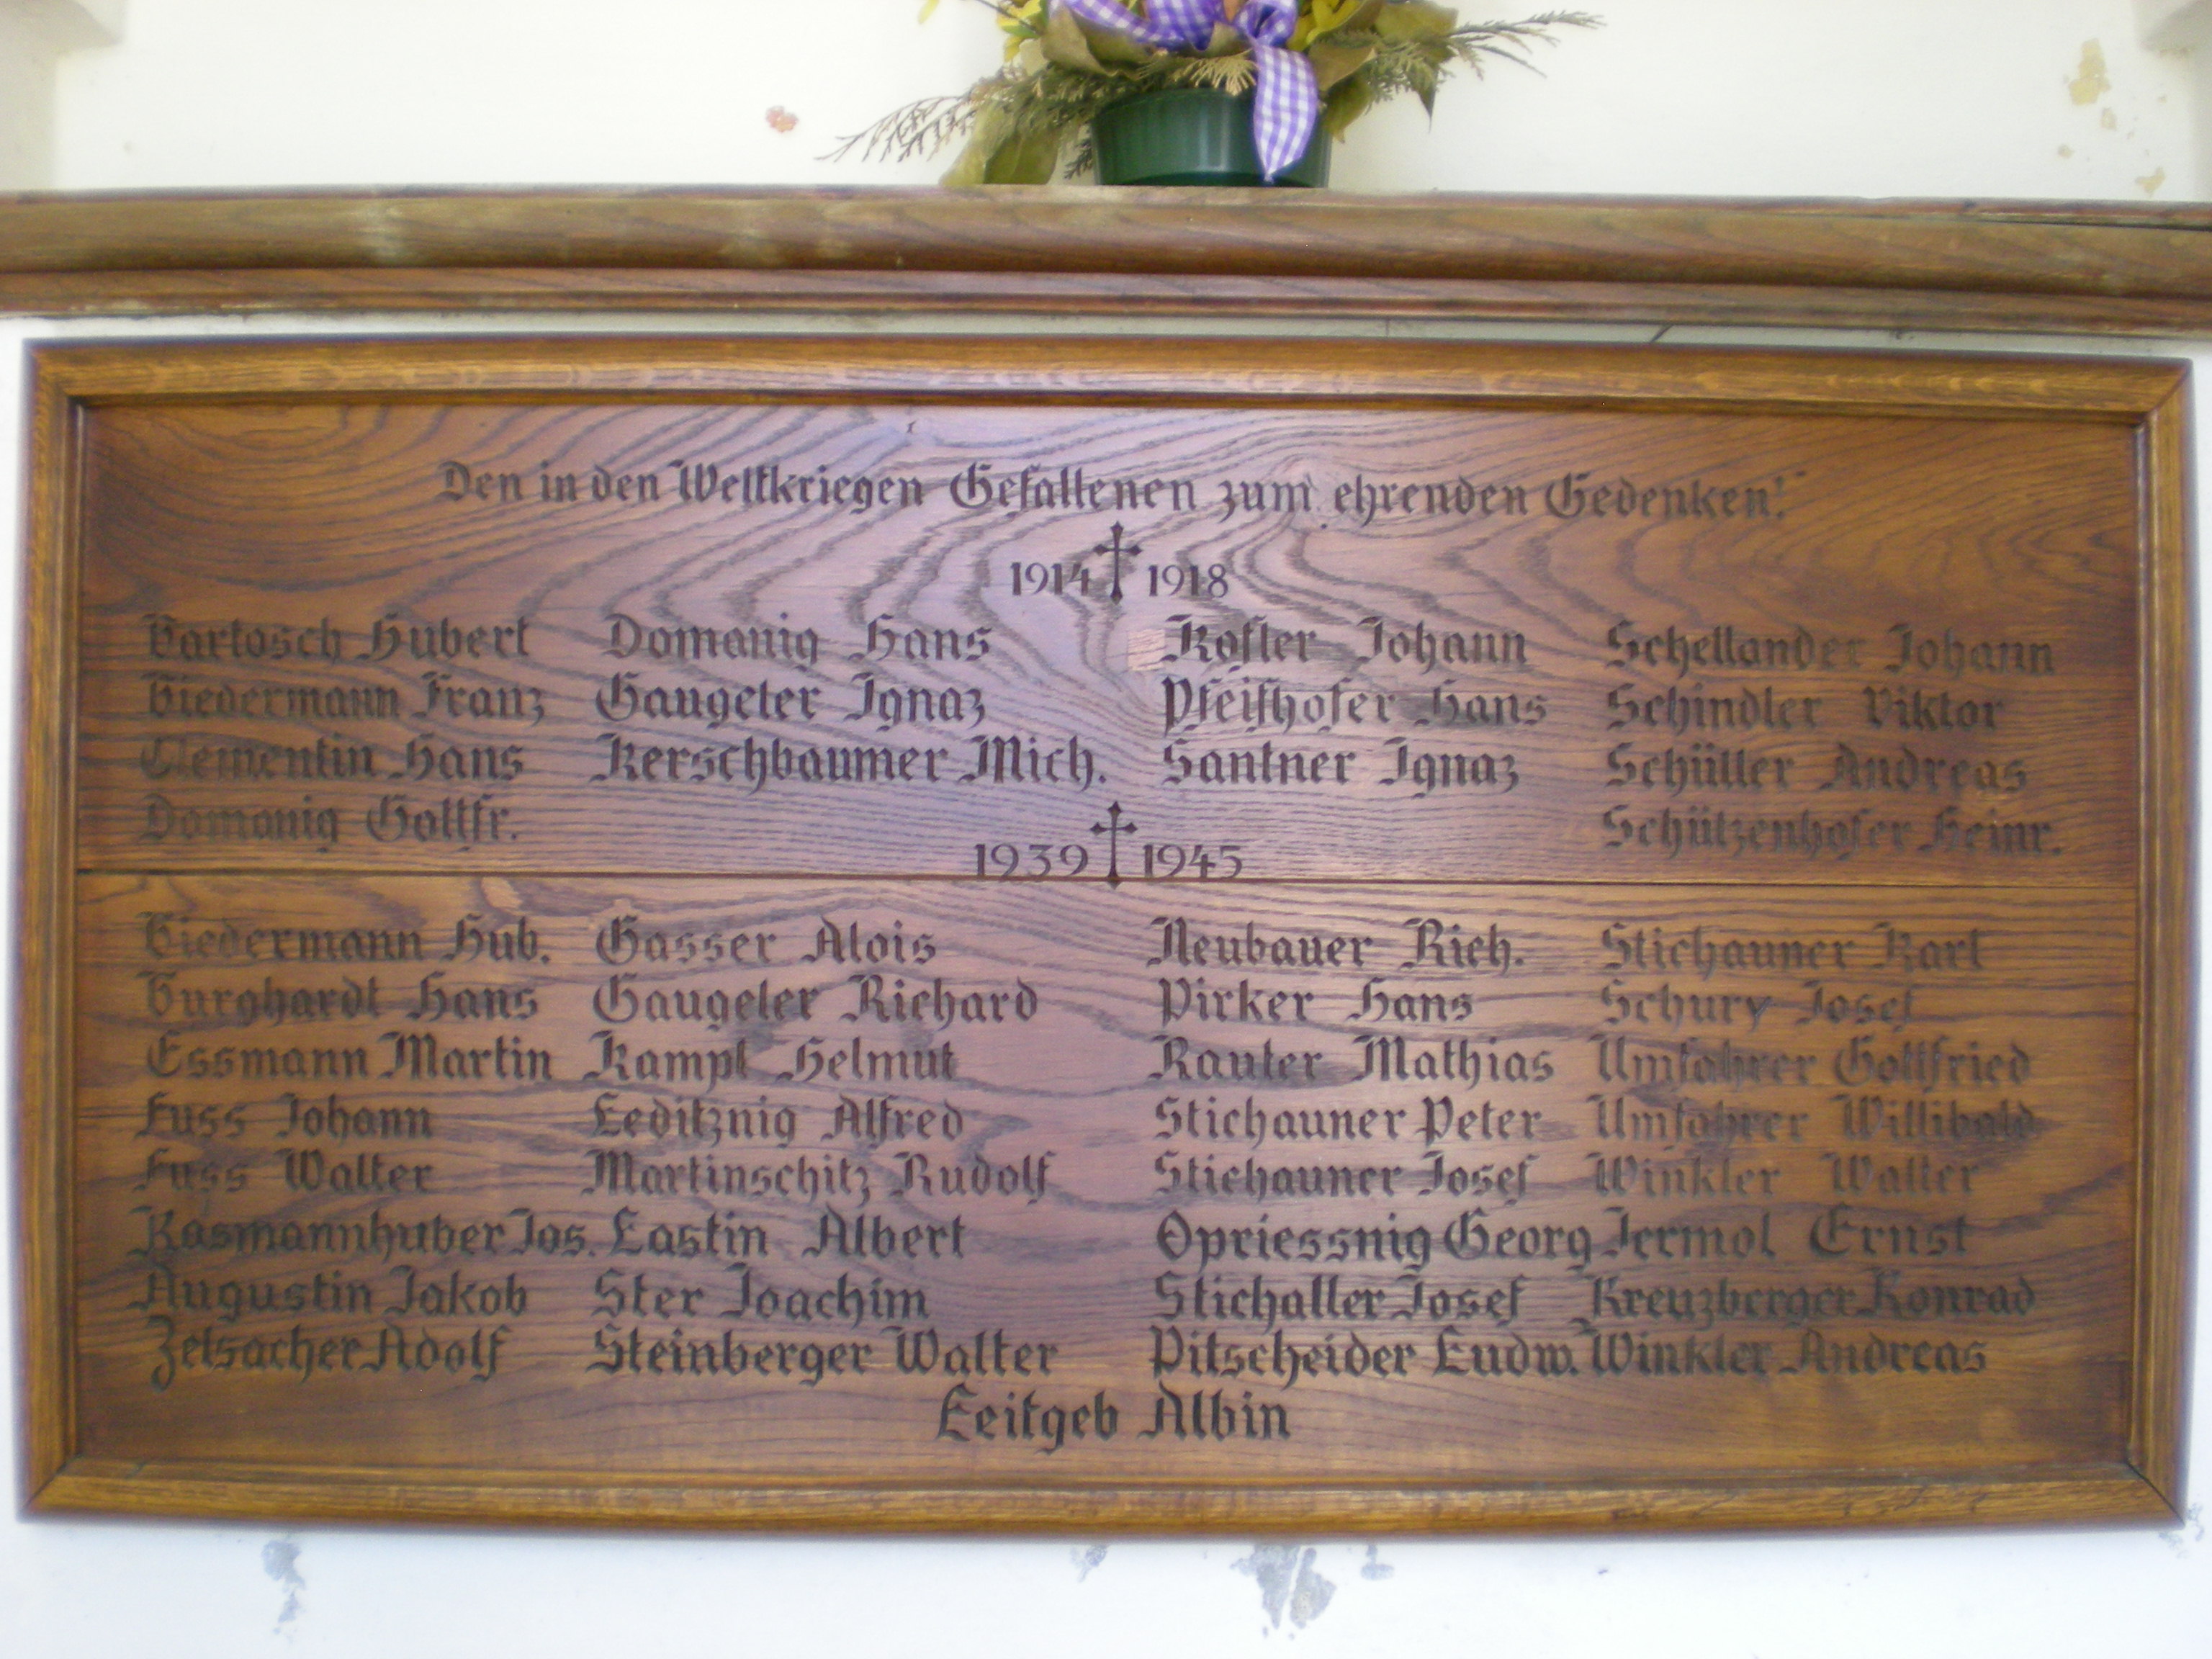 Den in den Weltkriegen Gefallenen zum ehrenden Gedenken!
1914 † 1918
Bartosch Hubert Domanig Hans Kofler Johann Schellander Johann
Biedermann Franz Gaugeler Ignaz Pfeifhofer Hans Schindler Viktor
Clementin Hans Kerschbaumer Mich. Santner Ignaz Schüller Andreas
Domanig Gottfr. Schützenhofer Heinr.
1939 † 1945
Biedermann Hub. Gasser Alois Neubauer Rich. Stichauner Karl
Burghardt Hans Gaugeler Richard Pirker Hans Schury Josef
Essmann Martin Kampl Helmut Rauter Mathias Umfahrer Gottfried
Fuss Johann Leditznig Alfred Stichauner Peter Umfahrer Willibald
Fuss Walter Martinschitz Rudolf Stichauner Josef Winkler Walter
Kasmannhuber Jos. Lastin Albert Opriessnig Georg Jermol Ernst
Augustin Jakob Ster Joachim Stichaller Josef Kreuzberger Konrad
Zelsacher Adolf Steinberger Walter Pitscheider Ludw. Winkler Andreas
Leitgeb Albin